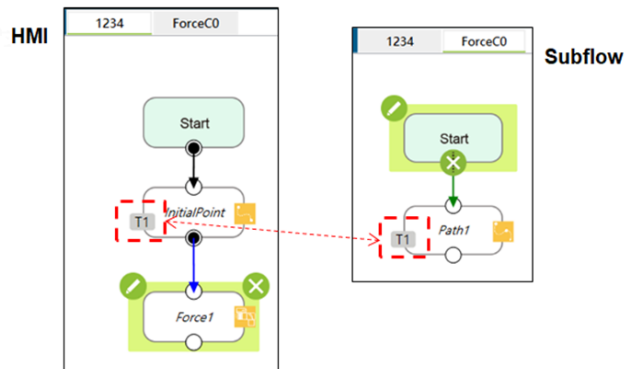 HMI
1234 ForceC0
Start
InitialPoint
T1
Force1
1234 ForceC0
Subflow
Start
Path1
T1